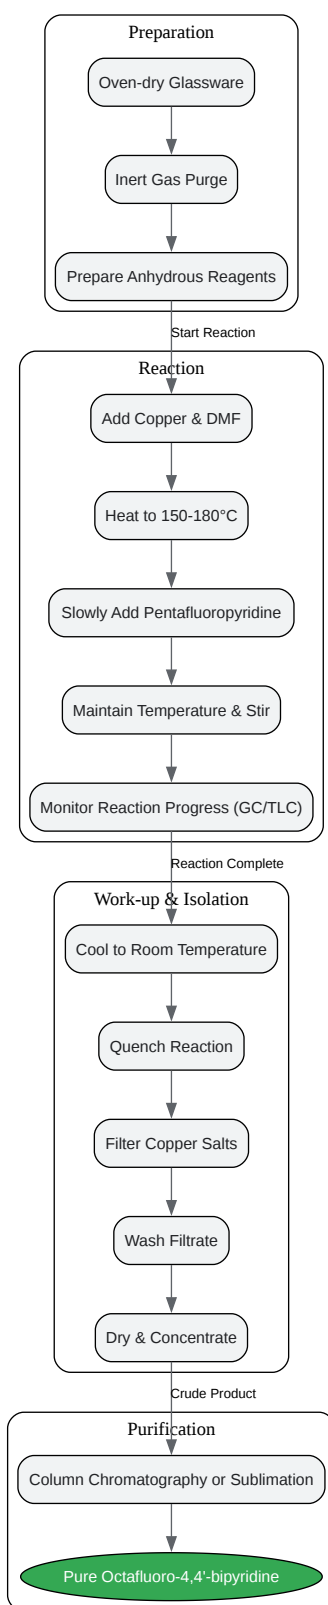 Preparation
Oven-dry Glassware
Inert Gas Purge
Prepare Anhydrous Reagents
Start Reaction
Reaction
Add Copper & DMF
Heat to 150-180°C
Slowly Add Pentafluoropyridine
Maintain Temperature & Stir
Monitor Reaction Progress (GC/TLC)
Reaction Complete
Work-up & Isolation
Cool to Room Temperature
Quench Reaction
Filter Copper Salts
Wash Filtrate
Dry & Concentrate
Crude Product
Purification
Column Chromatography or Sublimation
Pure Octafluoro-4,4'-bipyridine